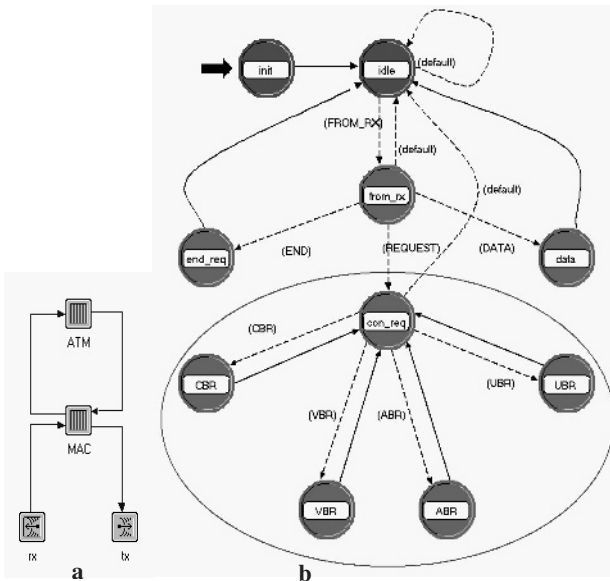 init
idle
(default)
(FROM_RX)
(default)
from_rx
(default)
end_req
(END)
(REQUEST)
(DATA)
data
ATM
MAC
rx
tx
a
con_req
(CBR)
(UBR)
CBR
UBR
(VBR)
(ABR)
VBR
ABR
b